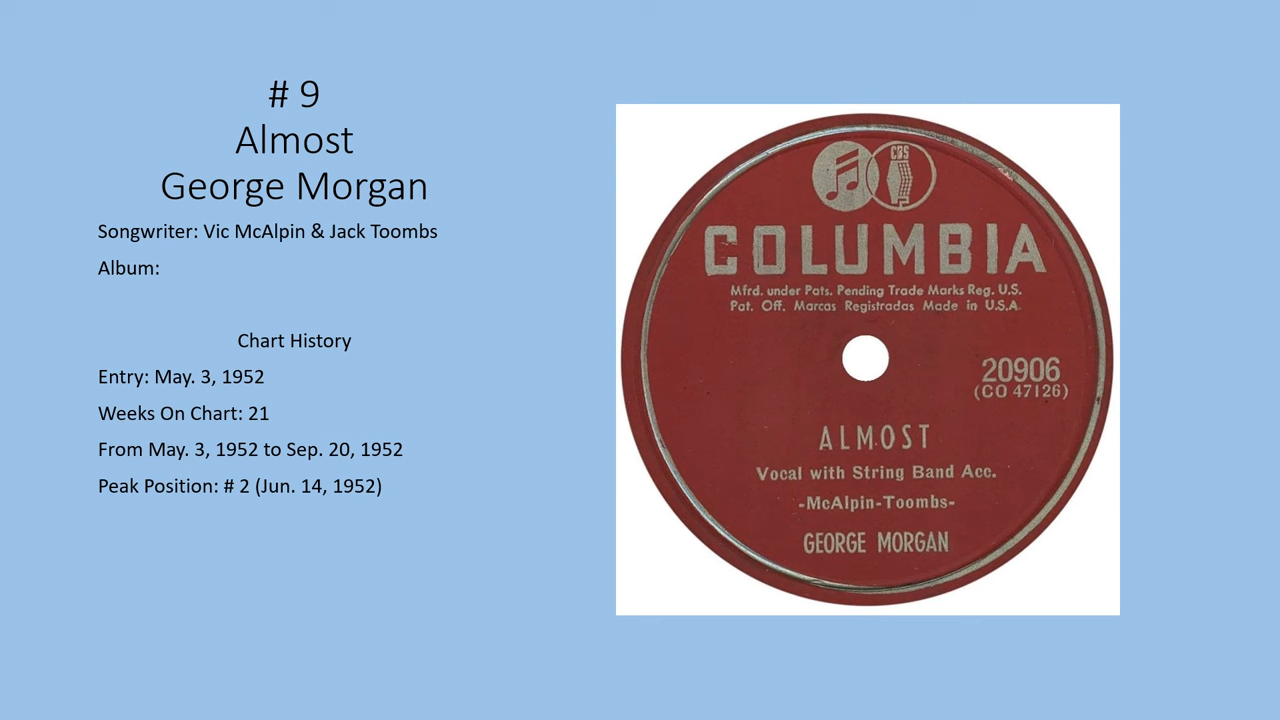 # 9
Almost
George Morgan
Songwriter: Vic McAlpin & Jack Toombs
Album:
Chart History
Entry: May. 3, 1952
Weeks On Chart: 21
From May. 3, 1952 to Sep. 20, 1952
Peak Position: # 2 (Jun. 14, 1952)
CBS
COLUMBIA
Mfrd. under Pats. Pending Trade Marks Reg. U.S.
Pat. Off. Marcas Registradas Made in U.S.A.
20906
(CO 47126)
ALMOST
Vocal with String Band Acc.
-McAlpin-Toombs-
GEORGE MORGAN